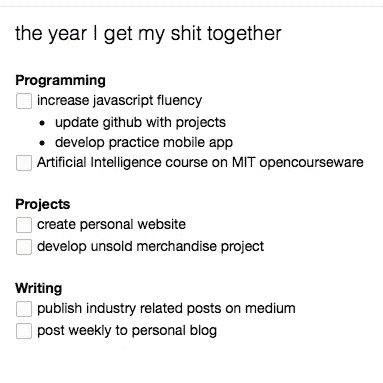 the year I get my shit together
Programming
increase javascript fluency
• update github with projects
• develop practice mobile app
Artificial Intelligence course on MIT opencourseware
Projects
create personal website
develop unsold merchandise project
Writing
publish industry related posts on medium
post weekly to personal blog